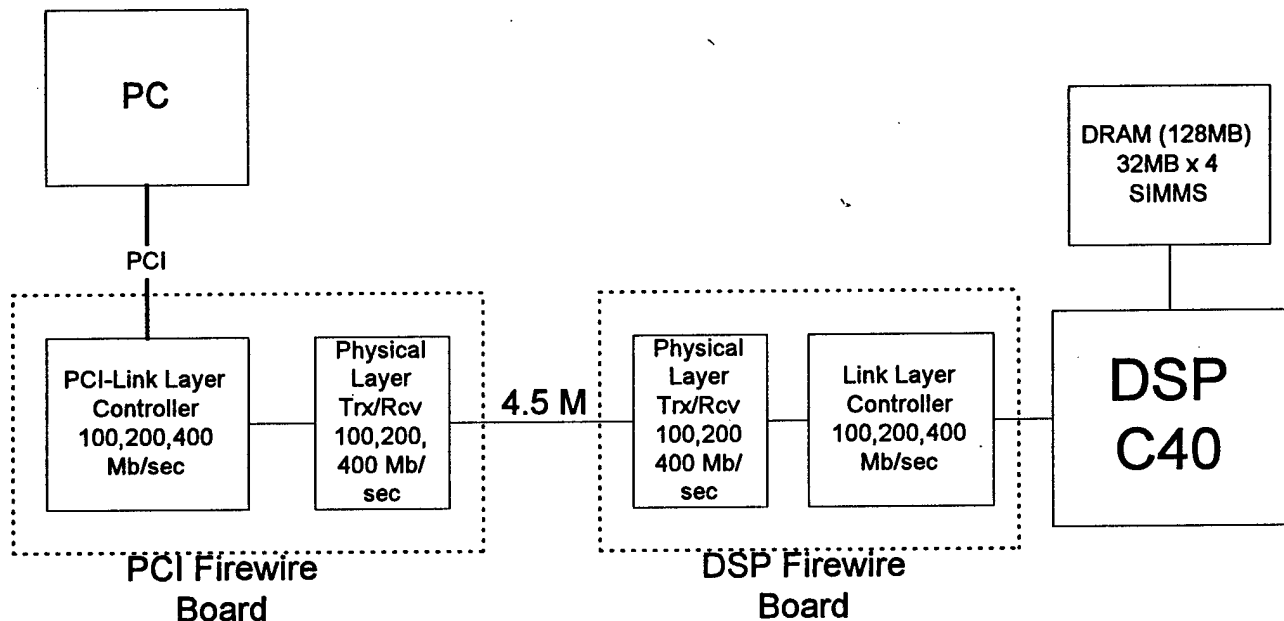 PC
DRAM (128MB)
32MB x 4
SIMMS
PCI
PCI-Link Layer
Controller
100,200,400
Mb/sec
Physical
Layer
Trx/Rcv
100,200,
400 Mb/
sec
4.5 M
Physical
Layer
Trx/Rcv
100,200
400 Mb/
sec
Link Layer
Controller
100,200,400
Mb/sec
DSP
C40
PCI Firewire
Board
DSP Firewire
Board